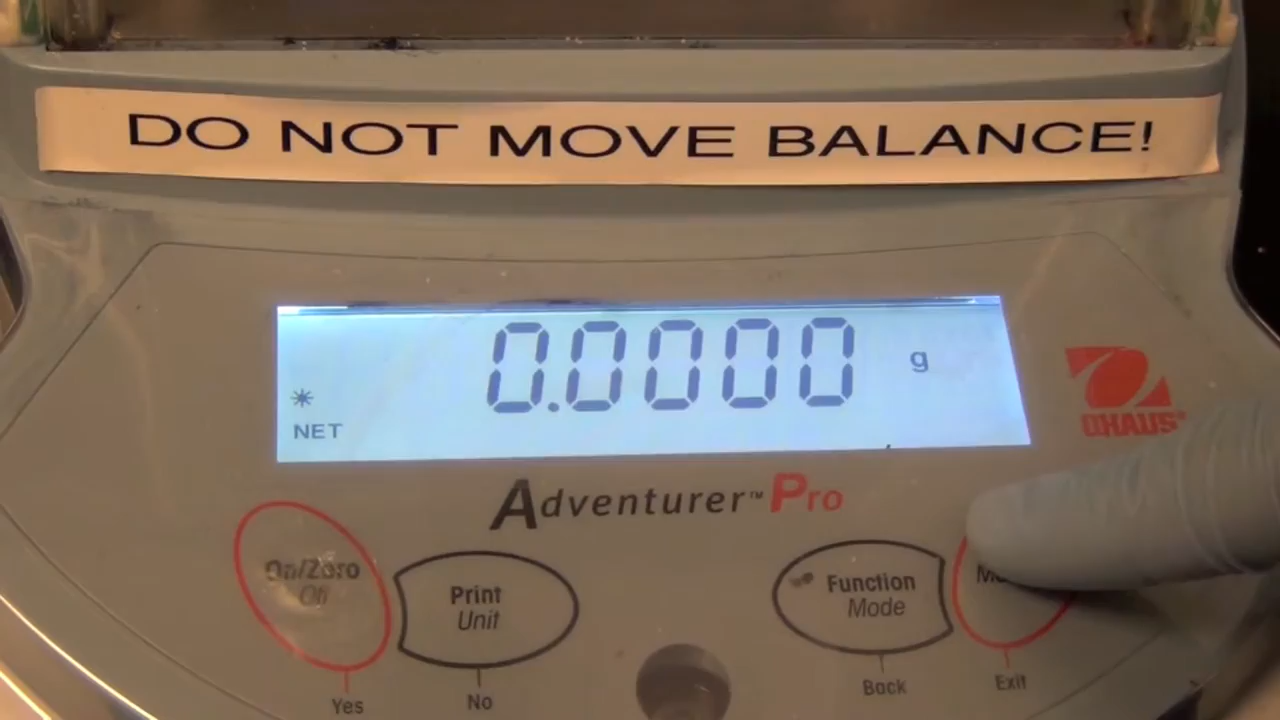 DO NOT MOVE BALANCE!
0.0000 g
*
NET
OHAUS®
Adventurer™ Pro
On/Zero
Off
Print
Unit
Function
Mode
Yes
No
Back
Exit